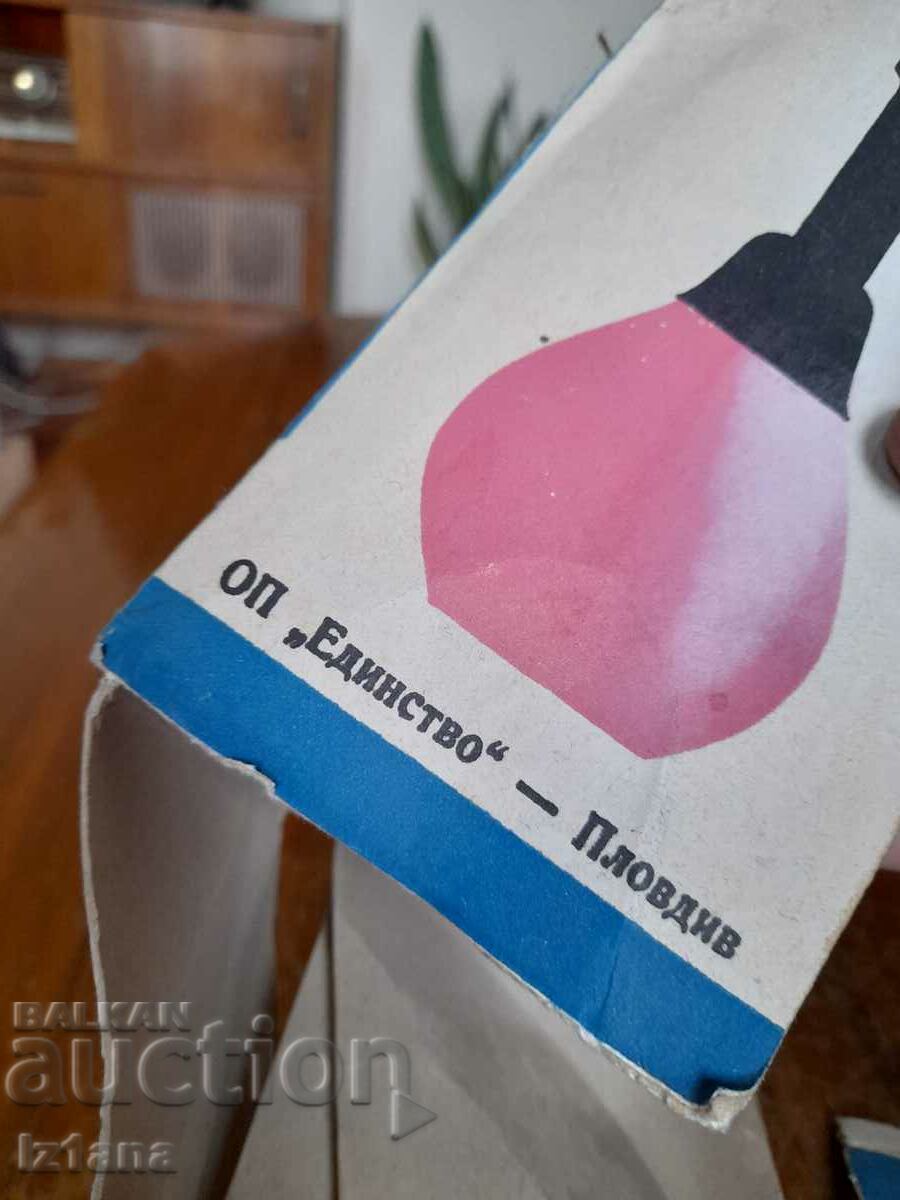 ОП „Единство“ — Пловдив
BALKAN
auction
Iz1ana